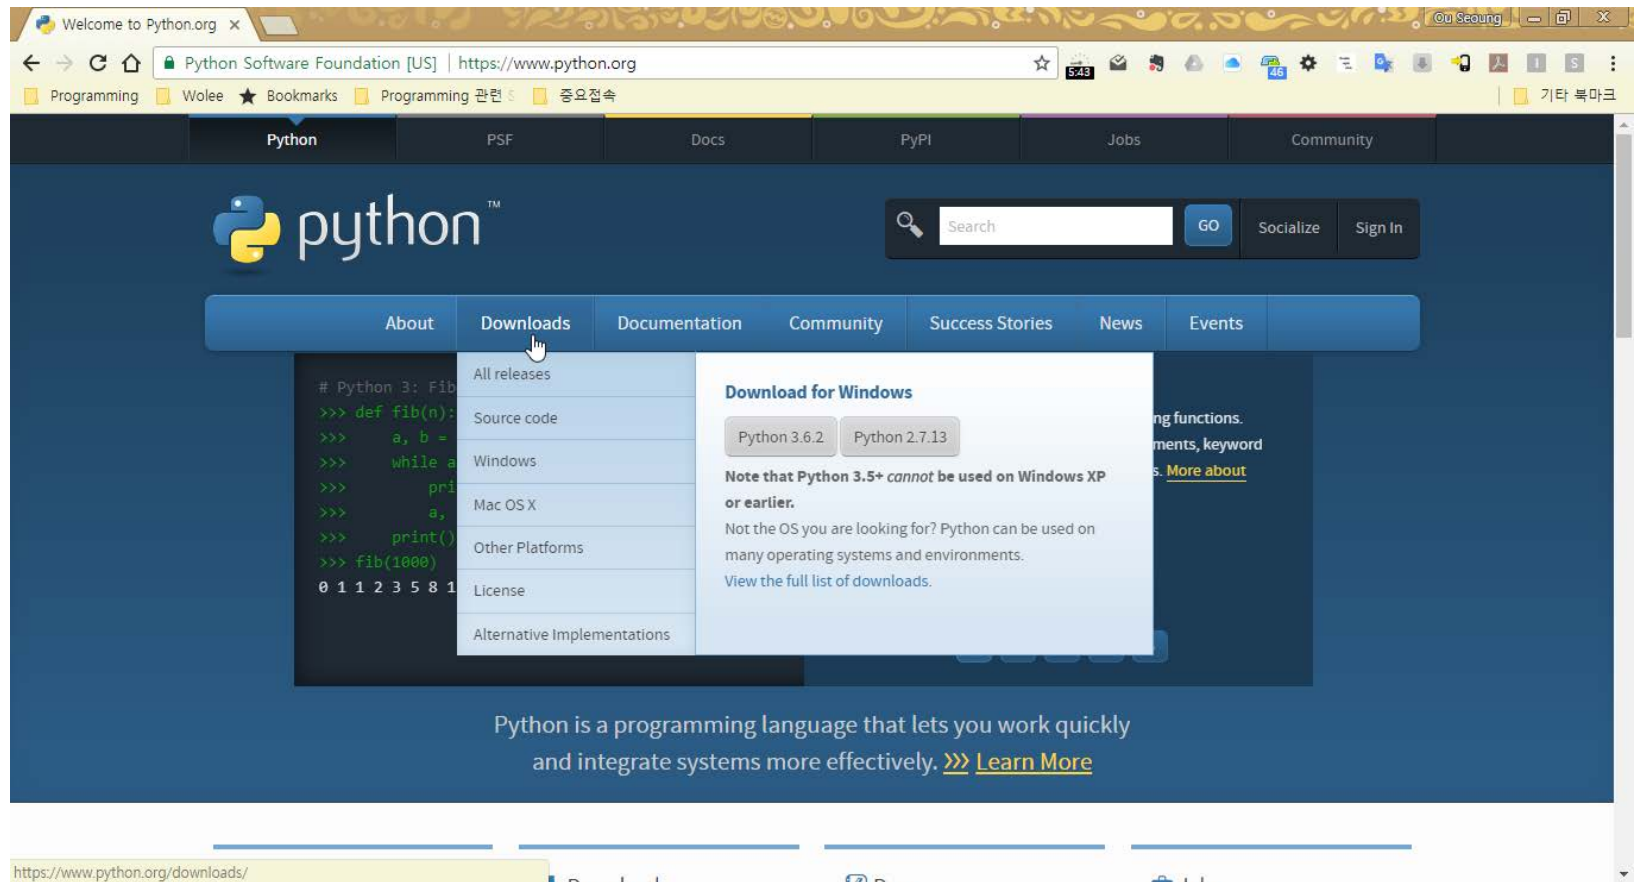 Welcome to Python.org
Ou Seoung
Python Software Foundation [US] | https://www.python.org
5:43
46
I
S
Programming
Wolee
Bookmarks
Programming 관련 S
중요접속
기타 북마크
Python
PSF
Docs
PyPI
Jobs
Community
python™
Search
GO
Socialize
Sign In
About
Downloads
Documentation
Community
Success Stories
News
Events
# Python 3: Fib
>>> def fib(n):
>>> a, b =
>>> while a
>>> pri
>>> a,
>>> print()
>>> fib(1000)
0 1 1 2 3 5 8 1
All releases
Source code
Windows
Mac OS X
Other Platforms
License
Alternative Implementations
Download for Windows
Python 3.6.2
Python 2.7.13
Note that Python 3.5+ cannot be used on Windows XP
or earlier.
Not the OS you are looking for? Python can be used on
many operating systems and environments.
View the full list of downloads.
ng functions.
ments, keyword
s. More about
Python is a programming language that lets you work quickly
and integrate systems more effectively. >>> Learn More
https://www.python.org/downloads/